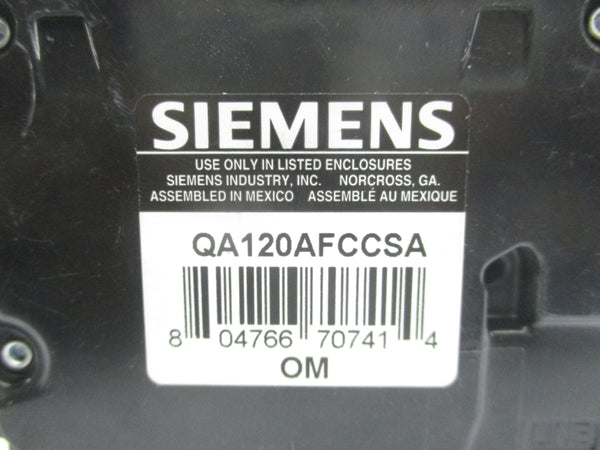 SIEMENS
USE ONLY IN LISTED ENCLOSURES
SIEMENS INDUSTRY, INC. NORCROSS, GA.
ASSEMBLED IN MEXICO ASSEMBLÉ AU MEXIQUE
QA120AFCCSA
8 04766 70741 4
OM
LINE